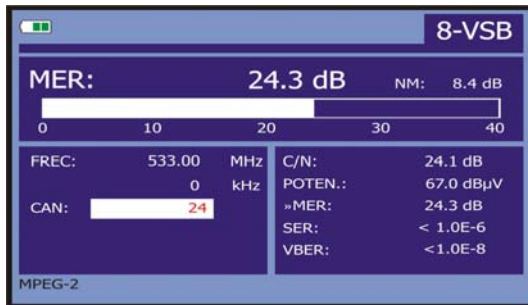 8-VSB
MER: 24.3 dB NM: 8.4 dB
0 10 20 30 40
FREC: 533.00 MHz
0 kHz
CAN: 24
C/N: 24.1 dB
POTEN.: 67.0 dBµV
»MER: 24.3 dB
SER: < 1.0E-6
VBER: <1.0E-8
MPEG-2